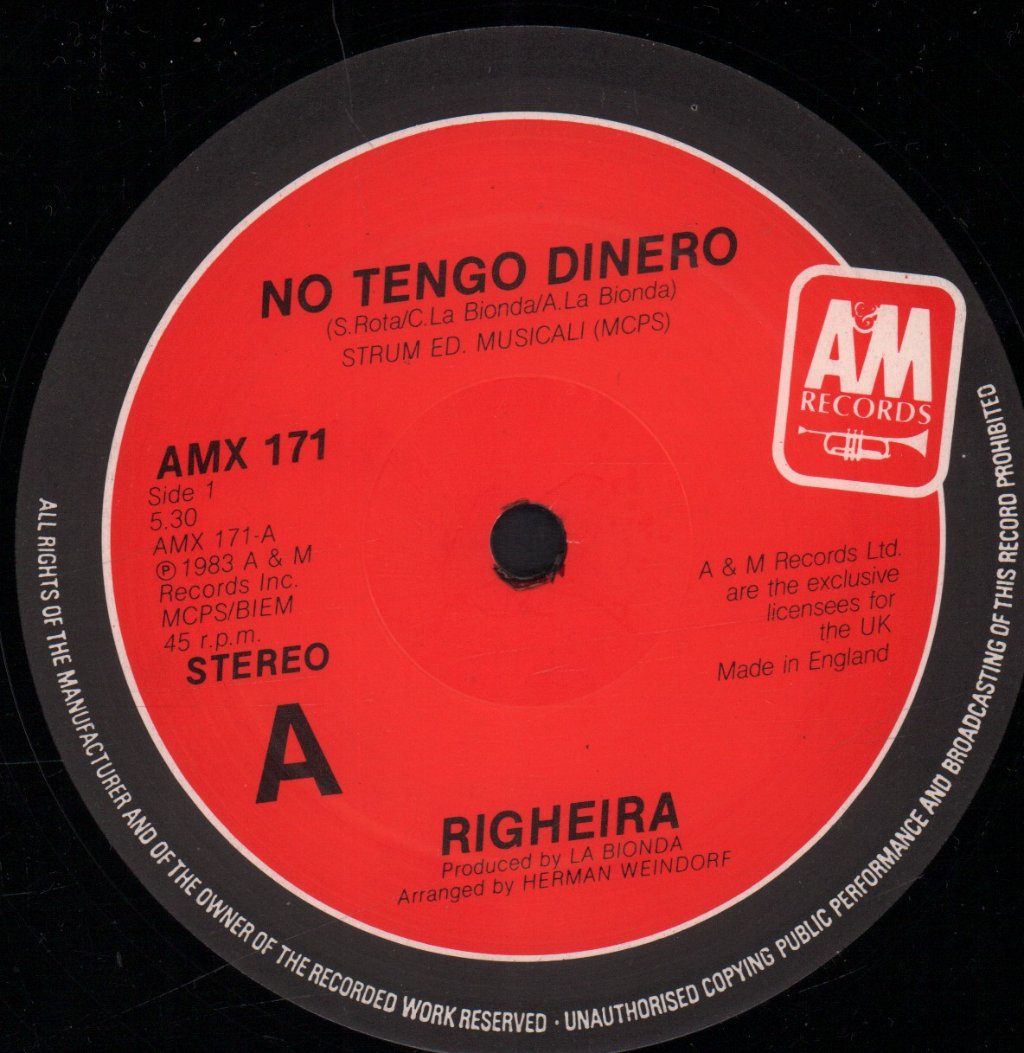 NO TENGO DINERO
(S.Rota/C.La Bionda/A.La Bionda)
STRUM ED. MUSICALI (MCPS)
A&M
RECORDS
AMX 171
Side 1
5.30
AMX 171-A
℗ 1983 A & M
Records Inc.
MCPS/BIEM
45 r.p.m.
STEREO
A
A & M Records Ltd.
are the exclusive
licensees for
the UK
Made in England
RIGHEIRA
Produced by LA BIONDA
Arranged by HERMAN WEINDORF
ALL RIGHTS OF THE MANUFACTURER AND OF THE OWNER OF THE RECORDED WORK RESERVED · UNAUTHORISED COPYING PUBLIC PERFORMANCE AND BROADCASTING OF THIS RECORD PROHIBITED